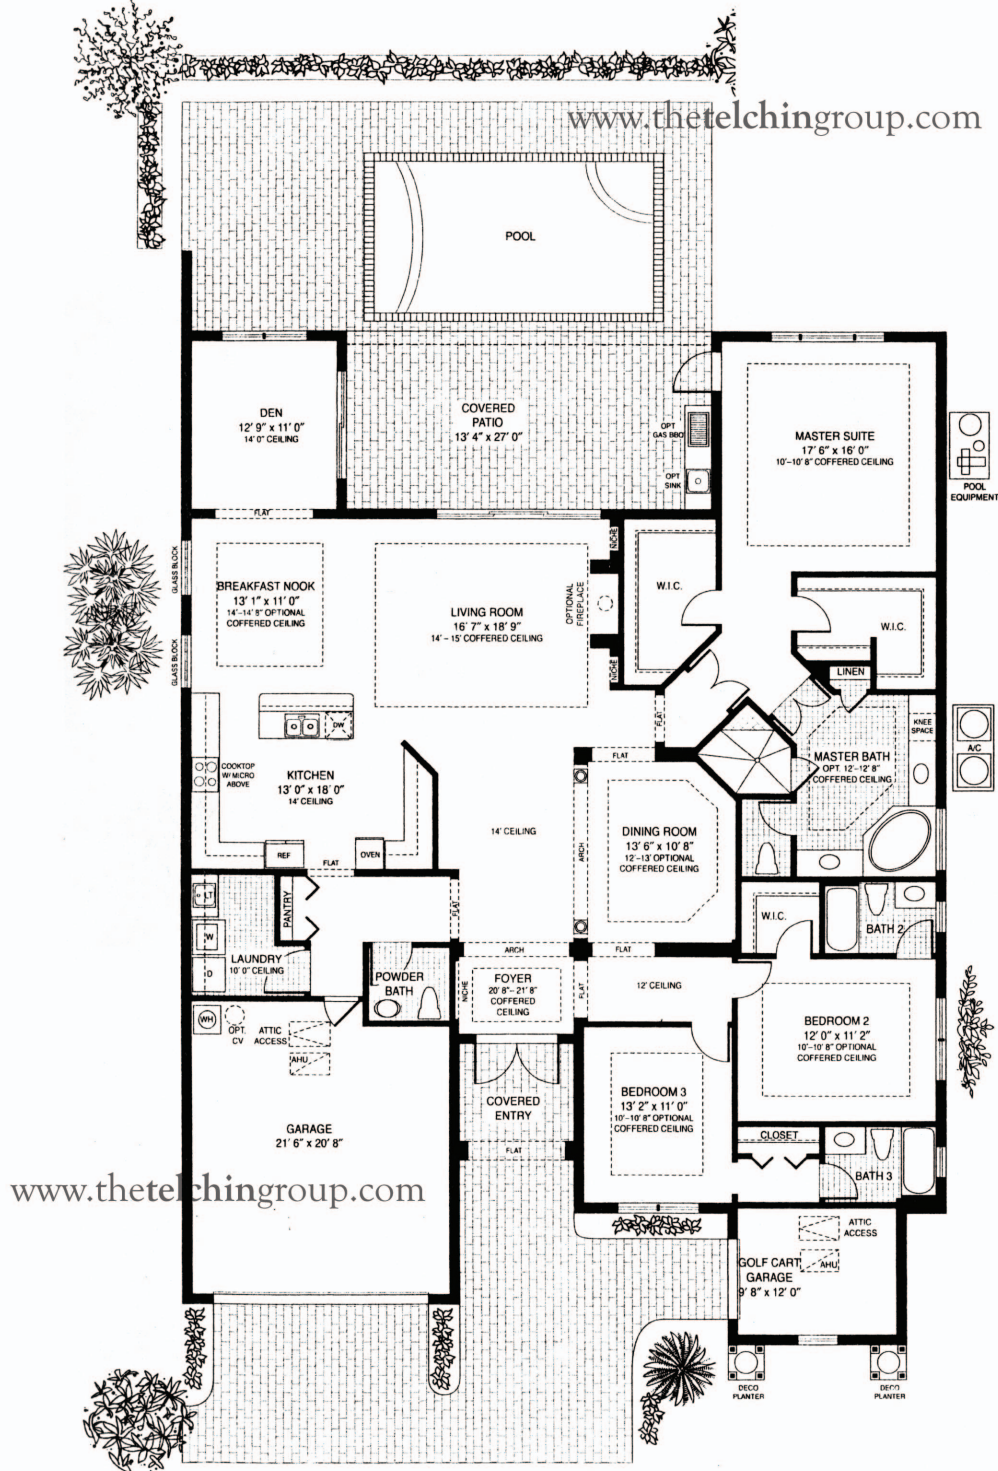 www.thetelchingroup.com
POOL
DEN
12' 9" x 11' 0"
14' 0" CEILING
COVERED
PATIO
13' 4" x 27' 0"
OPT
GAS BBQ
OPT
SINK
MASTER SUITE
17' 6" x 16' 0"
10'-10' 8" COFFERED CEILING
POOL
EQUIPMENT
FLAT
NICHE
GLASS BLOCK
BREAKFAST NOOK
13' 1" x 11' 0"
14'-14' 8" OPTIONAL
COFFERED CEILING
LIVING ROOM
16' 7" x 18' 9"
14' – 15' COFFERED CEILING
OPTIONAL
FIREPLACE
W.I.C.
W.I.C.
GLASS BLOCK
NICHE
LINEN
FLAT
KNEE
SPACE
DW
A/C
COOKTOP
W/ MICRO
ABOVE
KITCHEN
13' 0" x 18' 0"
14' CEILING
FLAT
MASTER BATH
OPT. 12'-12' 8"
COFFERED CEILING
14' CEILING
ARCH
DINING ROOM
13' 6" x 10' 8"
12'-13' OPTIONAL
COFFERED CEILING
REF
FLAT
OVEN
LT
PANTRY
FLAT
W.I.C.
BATH 2
W
LAUNDRY
10' 0" CEILING
D
ARCH
FLAT
POWDER
BATH
NICHE
FOYER
20' 8"- 21' 8"
COFFERED
CEILING
FLAT
12' CEILING
WH
OPT.
CV
ATTIC
ACCESS
AHU
BEDROOM 2
12' 0" x 11' 2"
10'-10' 8" OPTIONAL
COFFERED CEILING
BEDROOM 3
13' 2" x 11' 0"
10'-10' 8" OPTIONAL
COFFERED CEILING
COVERED
ENTRY
GARAGE
21' 6" x 20' 8"
FLAT
CLOSET
BATH 3
www.thetelchingroup.com
ATTIC
ACCESS
AHU
GOLF CART
GARAGE
9' 8" x 12' 0"
DECO
PLANTER
DECO
PLANTER